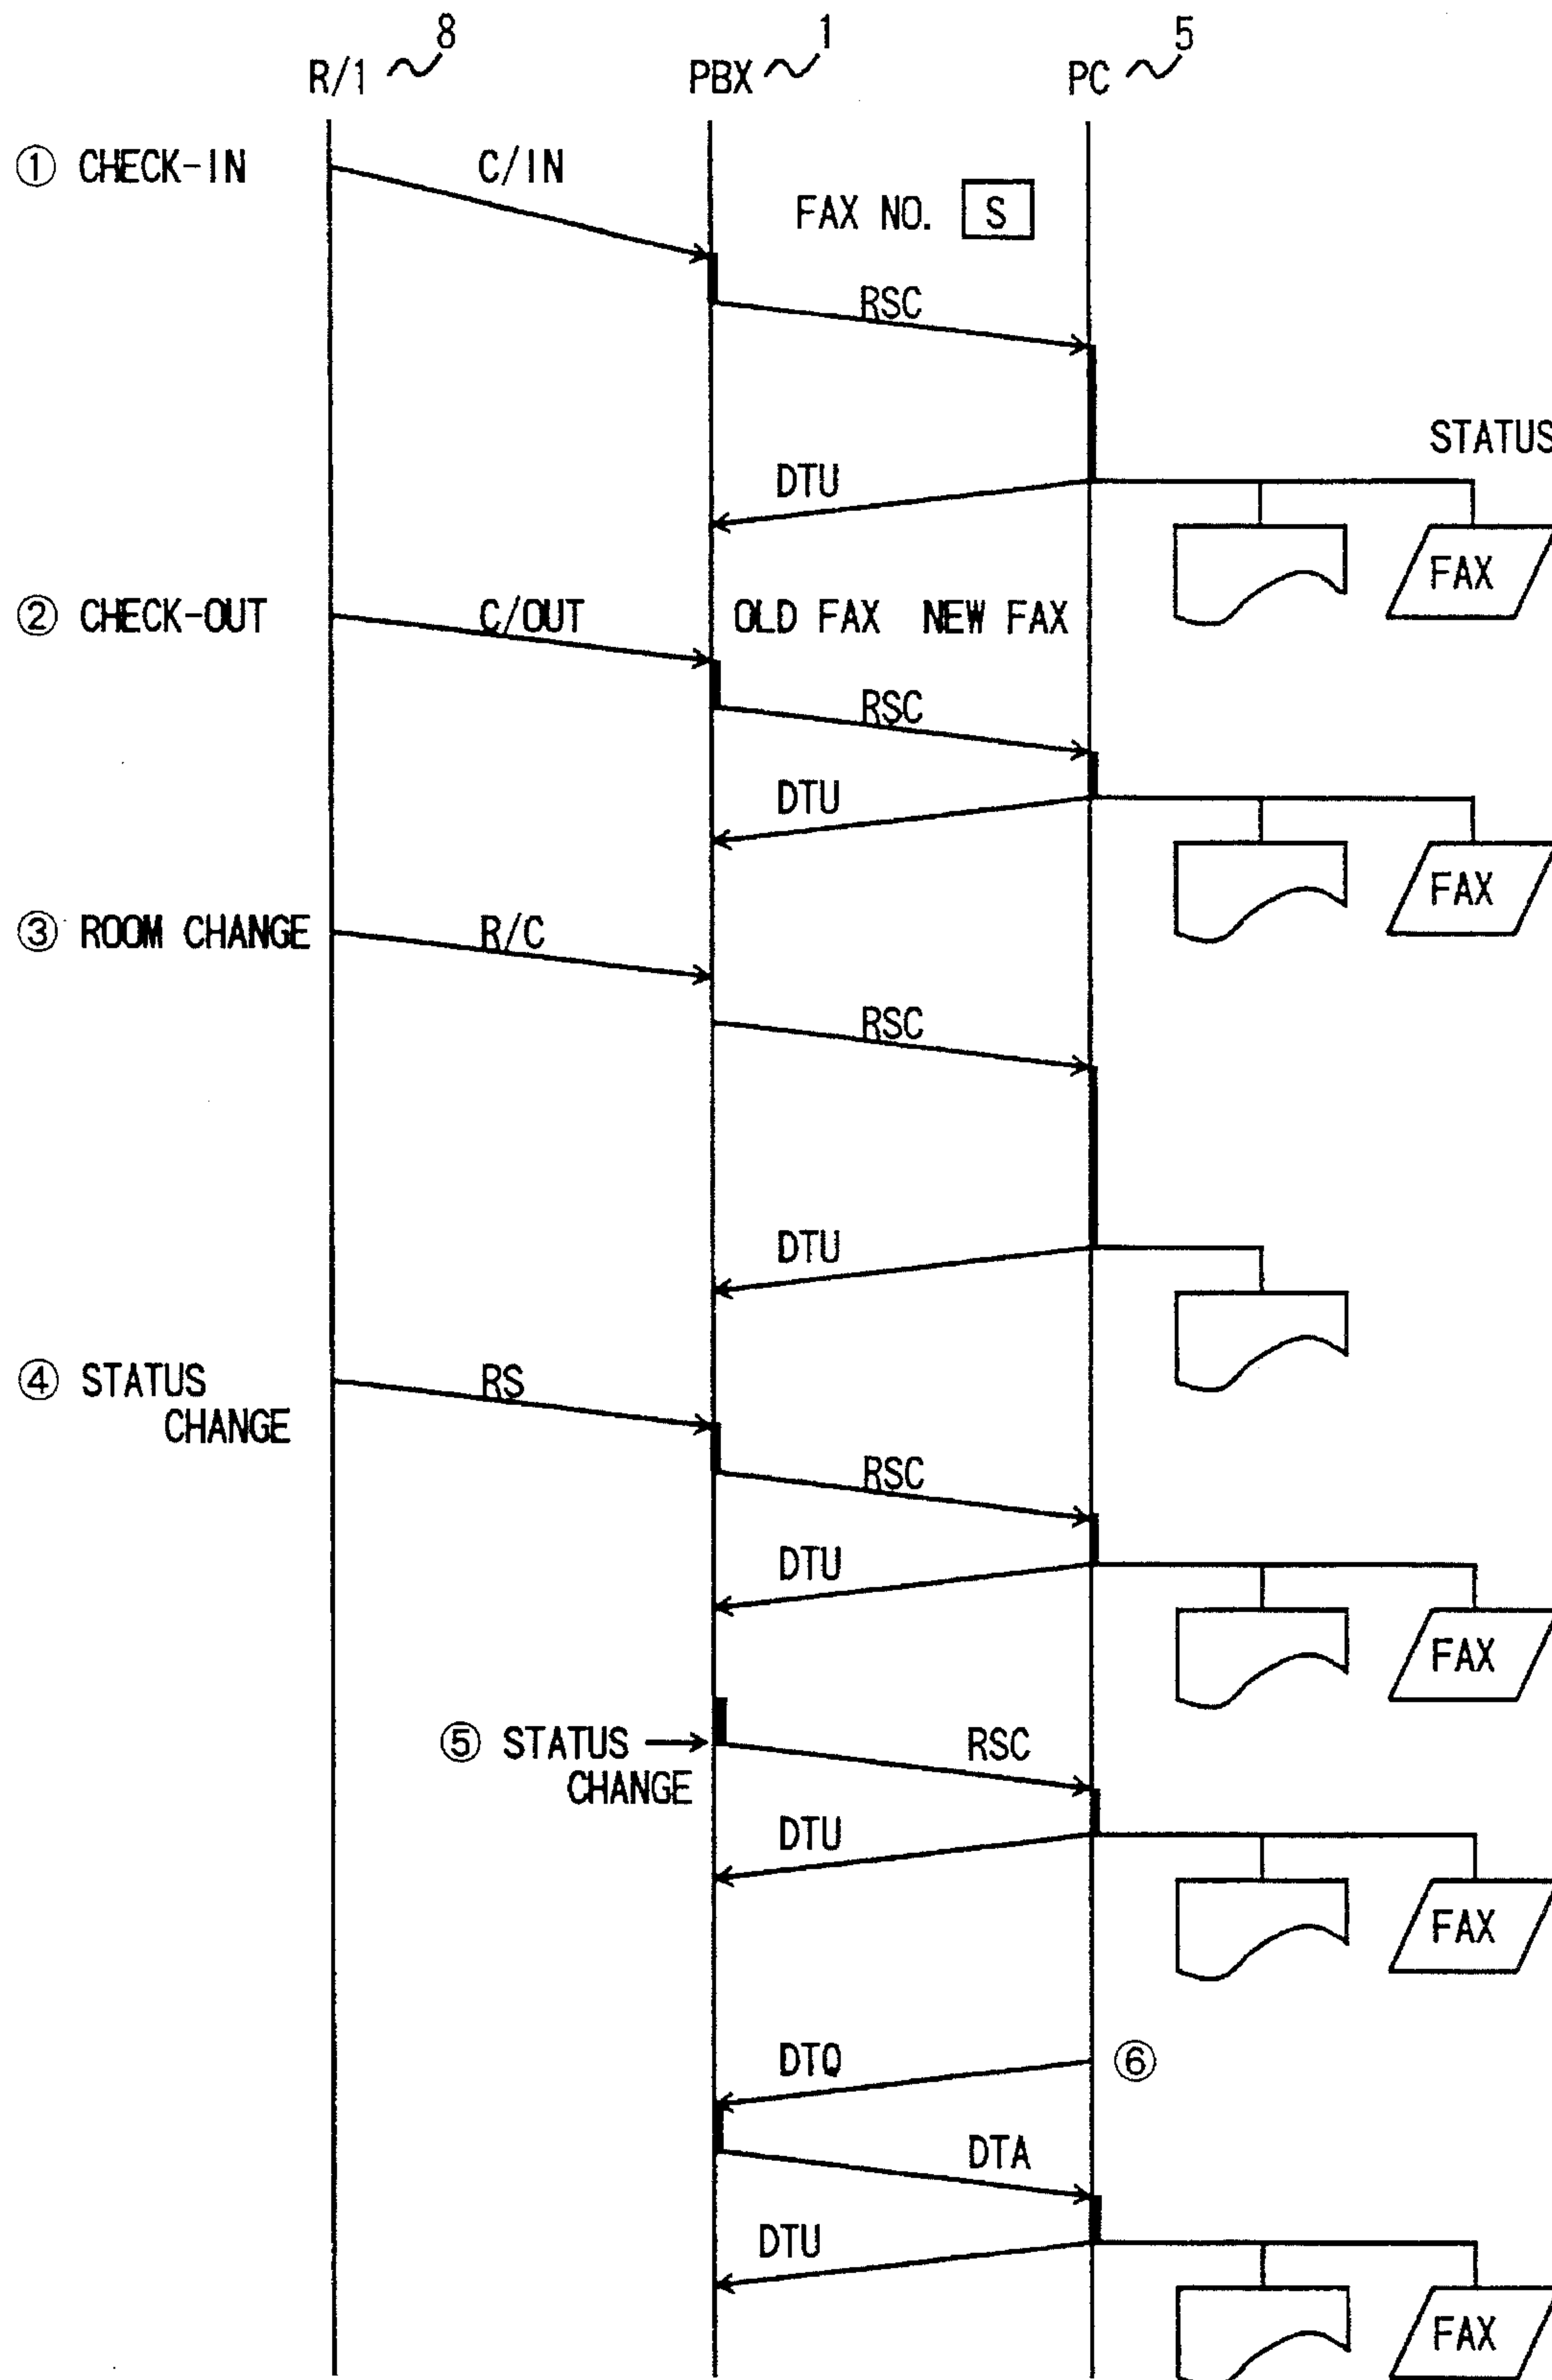 8 1 5
R/1 PBX PC
① CHECK-IN C/IN
FAX NO. S
RSC
STATUS
DTU
FAX
② CHECK-OUT C/OUT OLD FAX NEW FAX
RSC
DTU
FAX
③ ROOM CHANGE R/C
RSC
DTU
④ STATUS RS
CHANGE
RSC
DTU
FAX
⑤ STATUS RSC
CHANGE
DTU
FAX
DTQ ⑥
DTA
DTU
FAX